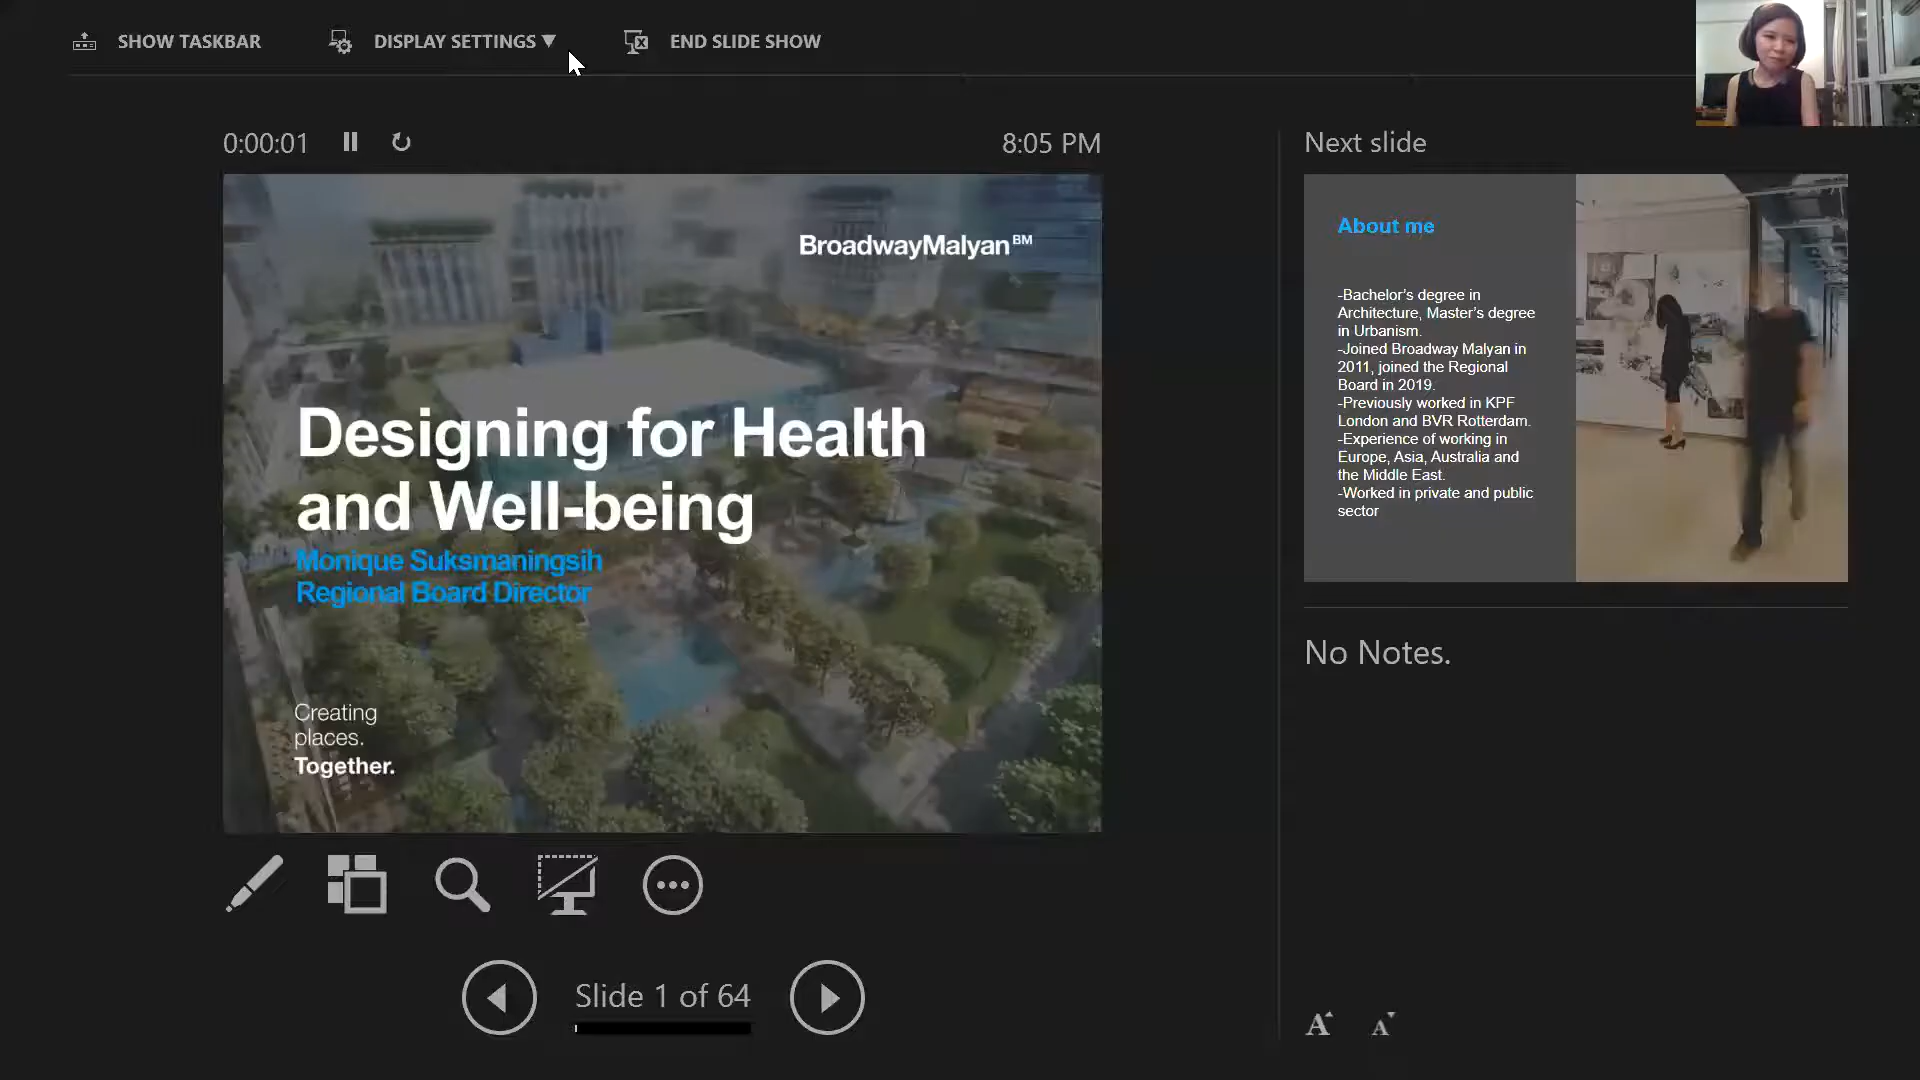 SHOW TASKBAR
DISPLAY SETTINGS ▼
END SLIDE SHOW
0:00:01
8:05 PM
Next slide
BroadwayMalyan BM
Designing for Health
and Well-being
Monique Suksmaningsih
Regional Board Director
Creating
places.
Together.
About me
-Bachelor's degree in
Architecture, Master's degree
in Urbanism.
-Joined Broadway Malyan in
2011, joined the Regional
Board in 2019.
-Previously worked in KPF
London and BVR Rotterdam.
-Experience of working in
Europe, Asia, Australia and
the Middle East.
-Worked in private and public
sector
No Notes.
Slide 1 of 64
A A